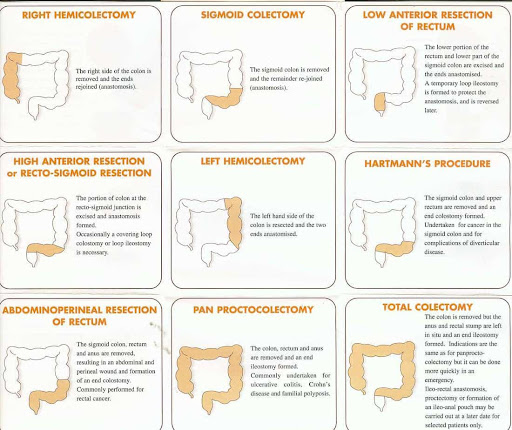 RIGHT HEMICOLECTOMY
The right side of the colon is
removed and the ends
rejoined (anastomosis).
SIGMOID COLECTOMY
The sigmoid colon is removed
and the remainder re-joined
(anastomosis).
LOW ANTERIOR RESECTION
OF RECTUM
The lower portion of the
rectum and lower part of the
sigmoid colon are excised and
the ends anastomised.
A temporary loop ileostomy
is formed to protect the
anastomosis, and is reversed
later.
HIGH ANTERIOR RESECTION
or RECTO-SIGMOID RESECTION
The portion of colon at the
recto-sigmoid junction is
excised and anastomosis
formed.
Occasionally a covering loop
colostomy or loop ileostomy
is necessary.
LEFT HEMICOLECTOMY
The left hand side of the
colon is resected and the two
ends anastomised.
HARTMANN'S PROCEDURE
The sigmoid colon and upper
rectum are removed and an
end colostomy formed.
Undertaken for cancer in the
sigmoid colon and for
complications of diverticular
disease.
ABDOMINOPERINEAL RESECTION
OF RECTUM
The sigmoid colon, rectum
and anus are removed,
resulting in an abdominal and
perineal wound and formation
of an end colostomy.
Commonly performed for
rectal cancer.
PAN PROCTOCOLECTOMY
The colon, rectum and anus
are removed and an end
ileostomy formed.
Commonly undertaken for
ulcerative colitis, Crohn's
disease and familial polyposis.
TOTAL COLECTOMY
The colon is removed but the
anus and rectal stump are left
in situ and an end ileostomy
formed. Indications are the
same as for panprocto-
colectomy but it can be done
more quickly in an
emergency.
Ileo-rectal anastomosis,
proctectomy or formation of
an ileo-anal pouch may be
carried out at a later date for
selected patients only.